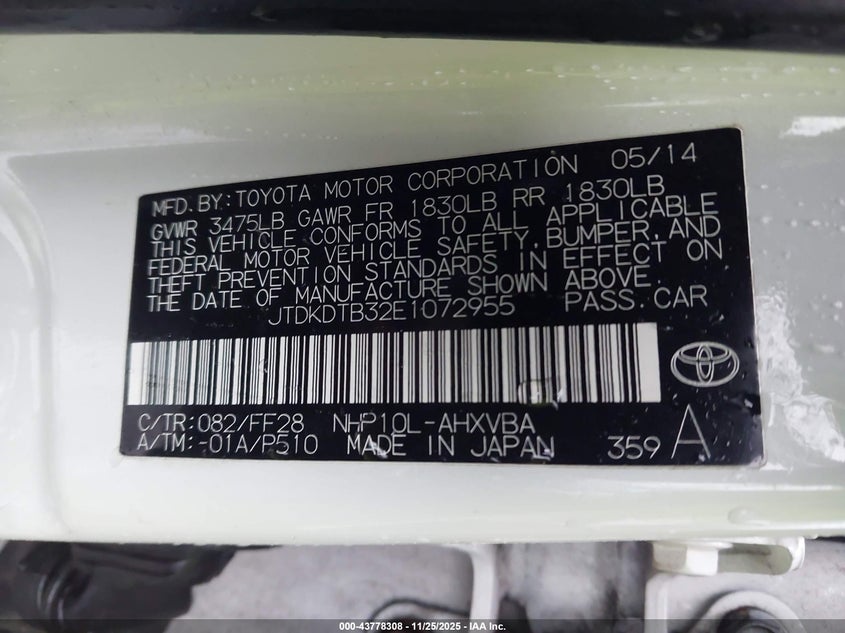 MFD. BY: TOYOTA MOTOR CORPORATION 05/14
GVWR 3475LB GAWR FR 1830LB RR 1830LB
THIS VEHICLE CONFORMS TO ALL APPLICABLE
FEDERAL MOTOR VEHICLE SAFETY, BUMPER, AND
THEFT PREVENTION STANDARDS IN EFFECT ON
THE DATE OF MANUFACTURE SHOWN ABOVE
JTDKDTB32E1072955 PASS. CAR
C/TR: 082/FF28 NHP10L-AHXVBA
A/TM: -01A/P510 MADE IN JAPAN 359 A
000-43778308 - 11/25/2025 - IAA Inc.